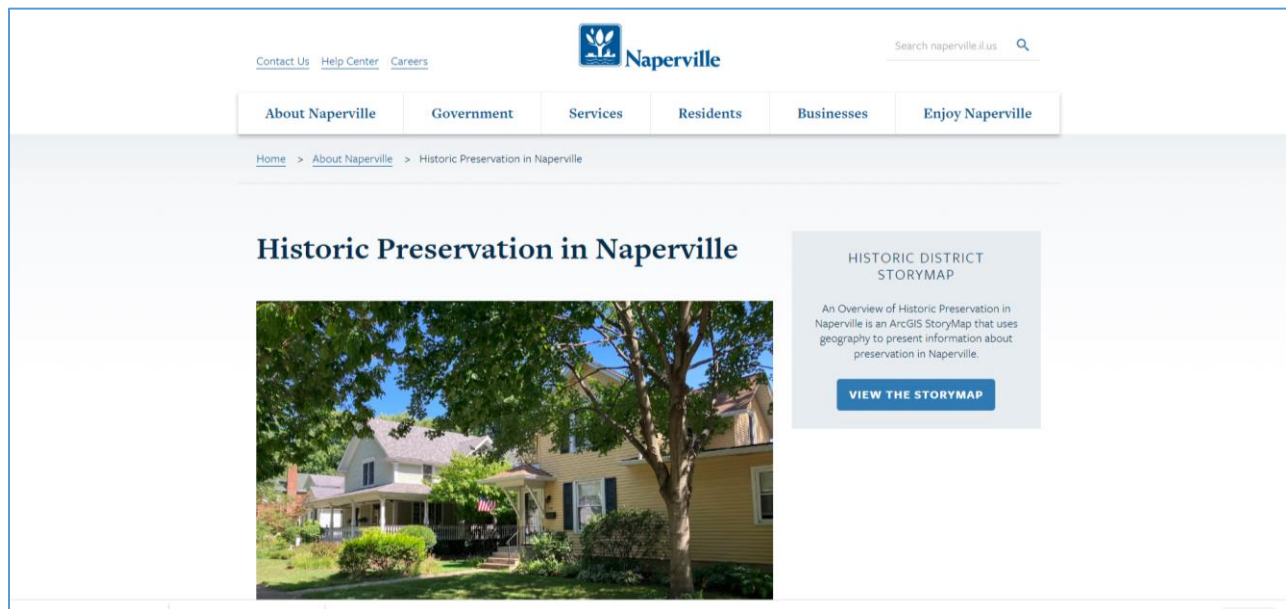 Contact Us Help Center Careers
Naperville
Search naperville.il.us
About Naperville Government Services Residents Businesses Enjoy Naperville
Home > About Naperville > Historic Preservation in Naperville
Historic Preservation in Naperville
HISTORIC DISTRICT
STORYMAP
An Overview of Historic Preservation in
Naperville is an ArcGIS StoryMap that uses
geography to present information about
preservation in Naperville.
VIEW THE STORYMAP